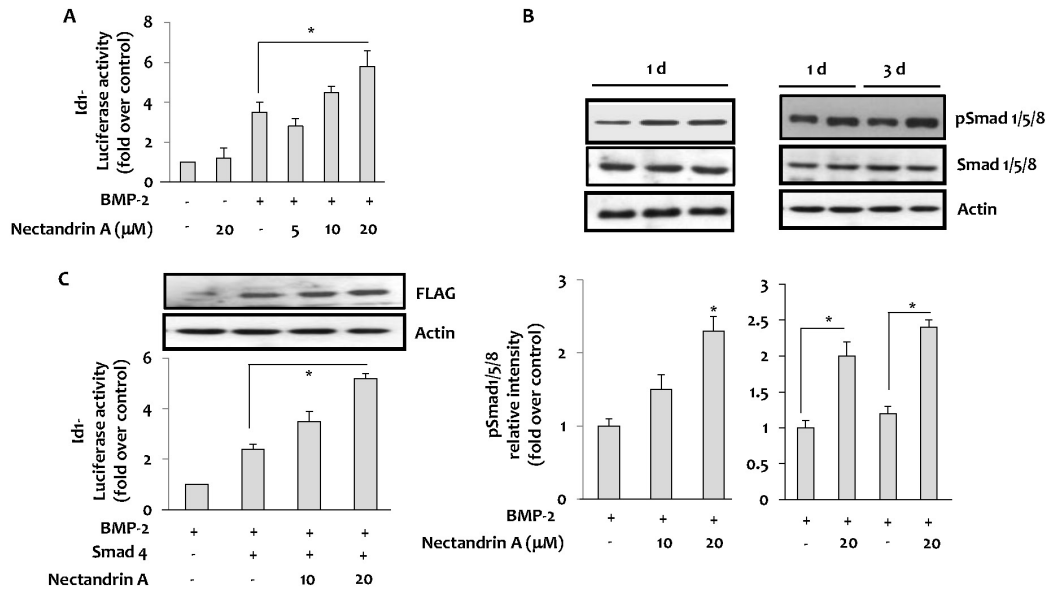 A
Id1-
Luciferase activity
(fold over control)
8
6
4
2
0
*
BMP-2 - - + + + +
Nectandrin A (µM) - 20 - 5 10 20
B
1 d
1 d 3 d
pSmad 1/5/8
Smad 1/5/8
Actin
pSmad1/5/8
relative intensity
(fold over control)
3
2
1
0
*
3
2.5
2
1.5
1
0.5
0
* *
BMP-2 + + + + + + +
Nectandrin A (µM) - 10 20 - 20 - 20
C
FLAG
Actin
Id1-
Luciferase activity
(fold over control)
6
4
2
0
*
BMP-2 + + + +
Smad 4 - + + +
Nectandrin A - - 10 20